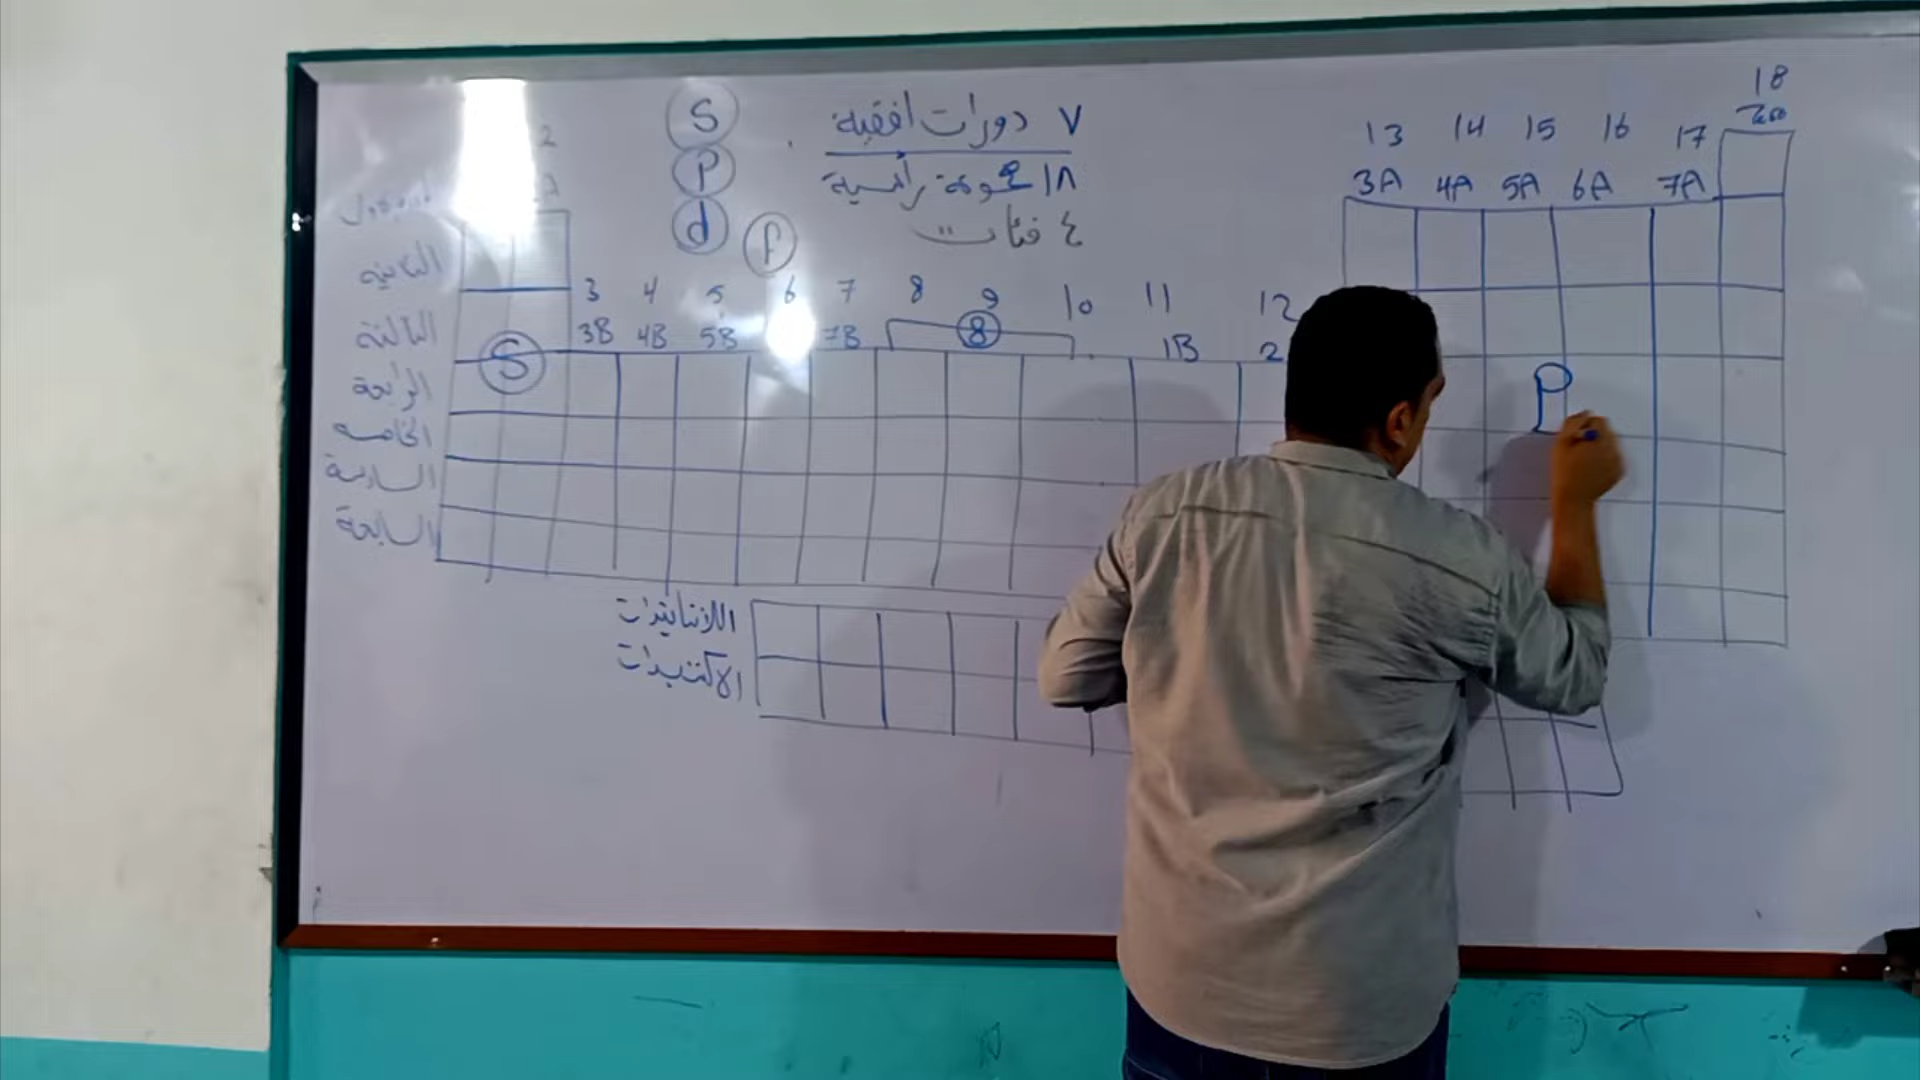 ٧ دورات أفقية
١٨ مجموعة رأسية
٤ فئات
S
P
d
f
2
18
13 14 15 16 17
3A 4A 5A 6A 7A
الثانية
الثالثة
الرابعة
الخامسة
السادسة
السابعة
3 4 5 6 7 8 9 10 11 12
3B 4B 5B 7B 8 1B 2
S
P
اللانثانيدات
الاكتنيدات